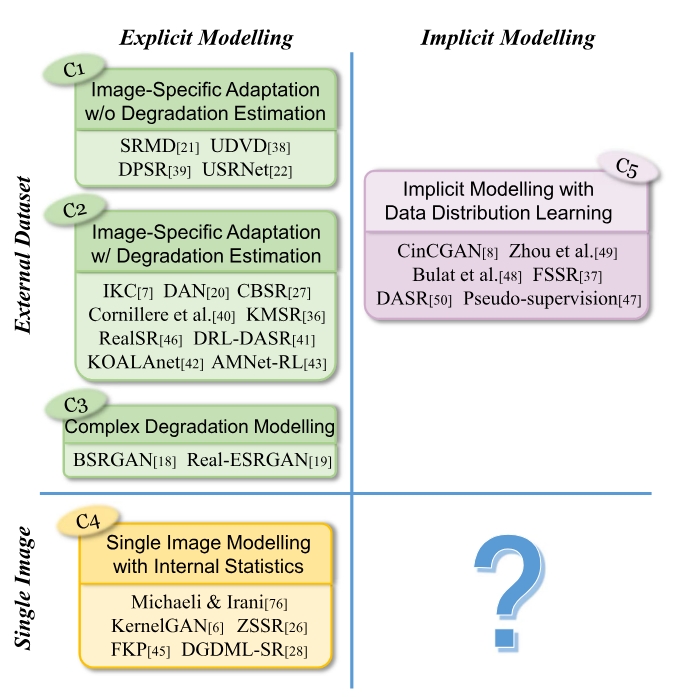 Explicit Modelling
Implicit Modelling
External Dataset
C1
Image-Specific Adaptation
w/o Degradation Estimation
SRMD[21] UDVD[38]
DPSR[39] USRNet[22]
C2
Image-Specific Adaptation
w/ Degradation Estimation
IKC[7] DAN[20] CBSR[27]
Cornillere et al.[40] KMSR[36]
RealSR[46] DRL-DASR[41]
KOALAnet[42] AMNet-RL[43]
C3
Complex Degradation Modelling
BSRGAN[18] Real-ESRGAN[19]
C5
Implicit Modelling with
Data Distribution Learning
CinCGAN[8] Zhou et al.[49]
Bulat et al.[48] FSSR[37]
DASR[50] Pseudo-supervision[47]
Single Image
C4
Single Image Modelling
with Internal Statistics
Michaeli & Irani[76]
KernelGAN[6] ZSSR[26]
FKP[45] DGDML-SR[28]
?